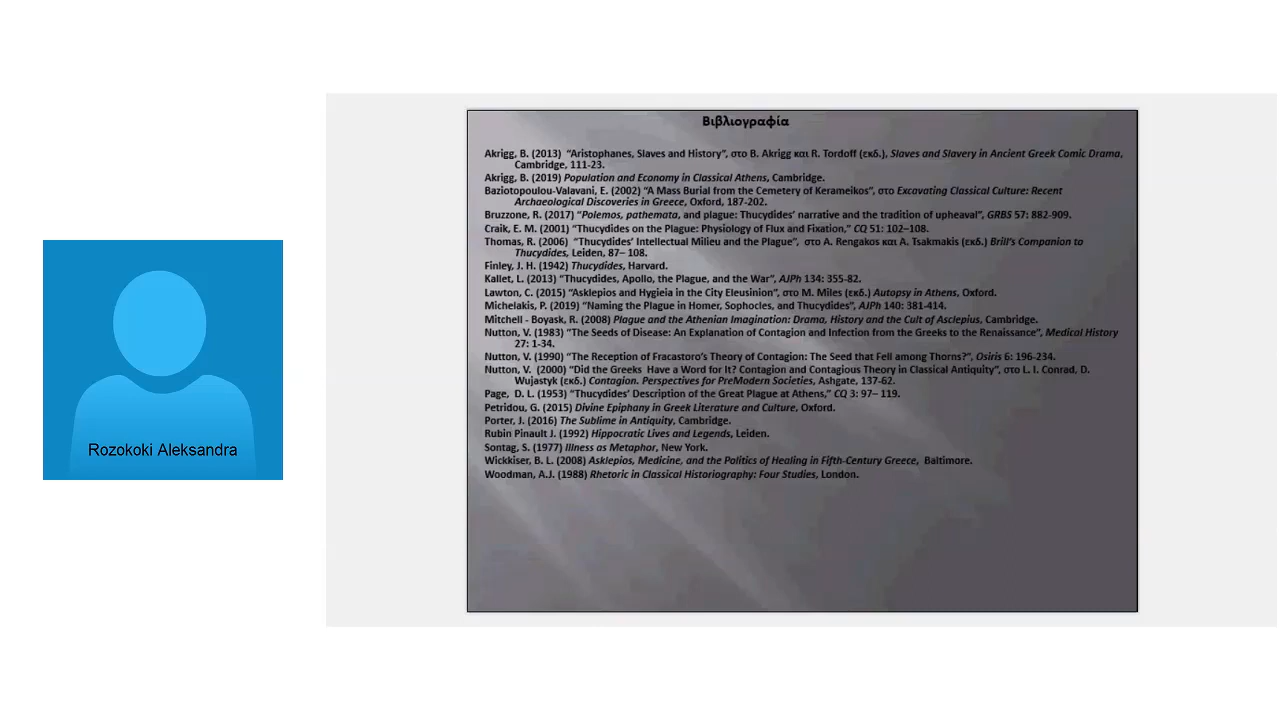 Βιβλιογραφία
Akrigg, B. (2013) “Aristophanes, Slaves and History”, στο B. Akrigg και R. Tordoff (εκδ.), Slaves and Slavery in Ancient Greek Comic Drama,
Cambridge, 111-23.
Akrigg, B. (2019) Population and Economy in Classical Athens, Cambridge.
Baziotopoulou-Valavani, E. (2002) “A Mass Burial from the Cemetery of Kerameikos”, στο Excavating Classical Culture: Recent
Archaeological Discoveries in Greece, Oxford, 187-202.
Bruzzone, R. (2017) “Polemos, pathemata, and plague: Thucydides’ narrative and the tradition of upheaval”, GRBS 57: 882-909.
Craik, E. M. (2001) “Thucydides on the Plague: Physiology of Flux and Fixation,” CQ 51: 102–108.
Thomas, R. (2006) “Thucydides’ Intellectual Milieu and the Plague”, στο A. Rengakos και A. Tsakmakis (εκδ.) Brill’s Companion to
Thucydides, Leiden, 87– 108.
Finley, J. H. (1942) Thucydides, Harvard.
Kallet, L. (2013) “Thucydides, Apollo, the Plague, and the War”, AJPh 134: 355-82.
Lawton, C. (2015) “Asklepios and Hygieia in the City Eleusinion”, στο M. Miles (εκδ.) Autopsy in Athens, Oxford.
Michelakis, P. (2019) “Naming the Plague in Homer, Sophocles, and Thucydides”, AJPh 140: 381-414.
Mitchell - Boyask, R. (2008) Plague and the Athenian Imagination: Drama, History and the Cult of Asclepius, Cambridge.
Nutton, V. (1983) “The Seeds of Disease: An Explanation of Contagion and Infection from the Greeks to the Renaissance”, Medical History
27: 1-34.
Nutton, V. (1990) “The Reception of Fracastoro’s Theory of Contagion: The Seed that Fell among Thorns?”, Osiris 6: 196-234.
Nutton, V. (2000) “Did the Greeks Have a Word for It? Contagion and Contagious Theory in Classical Antiquity”, στο L. I. Conrad, D.
Wujastyk (εκδ.) Contagion. Perspectives for PreModern Societies, Ashgate, 137-62.
Page, D. L. (1953) “Thucydides’ Description of the Great Plague at Athens,” CQ 3: 97– 119.
Petridou, G. (2015) Divine Epiphany in Greek Literature and Culture, Oxford.
Porter, J. (2016) The Sublime in Antiquity, Cambridge.
Rubin Pinault J. (1992) Hippocratic Lives and Legends, Leiden.
Sontag, S. (1977) Illness as Metaphor, New York.
Wickkiser, B. L. (2008) Asklepios, Medicine, and the Politics of Healing in Fifth-Century Greece, Baltimore.
Woodman, A.J. (1988) Rhetoric in Classical Historiography: Four Studies, London.
Rozokoki Aleksandra